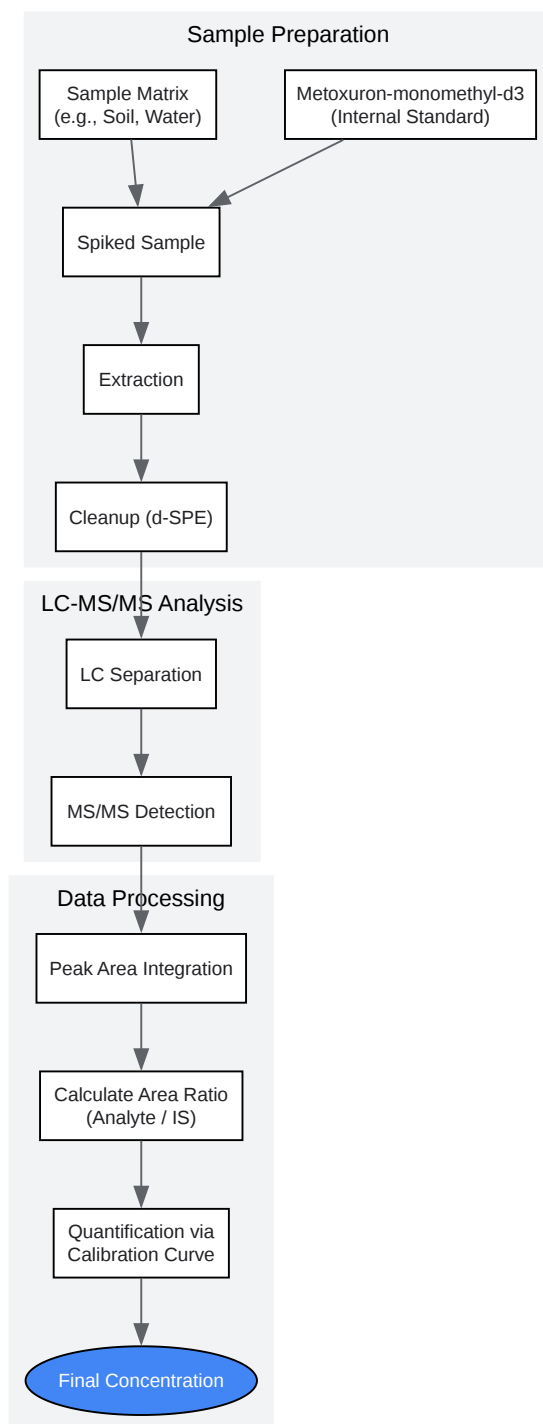 Sample Preparation
Sample Matrix
(e.g., Soil, Water)
Metoxuron-monomethyl-d3
(Internal Standard)
Spiked Sample
Extraction
Cleanup (d-SPE)
LC-MS/MS Analysis
LC Separation
MS/MS Detection
Data Processing
Peak Area Integration
Calculate Area Ratio
(Analyte / IS)
Quantification via
Calibration Curve
Final Concentration